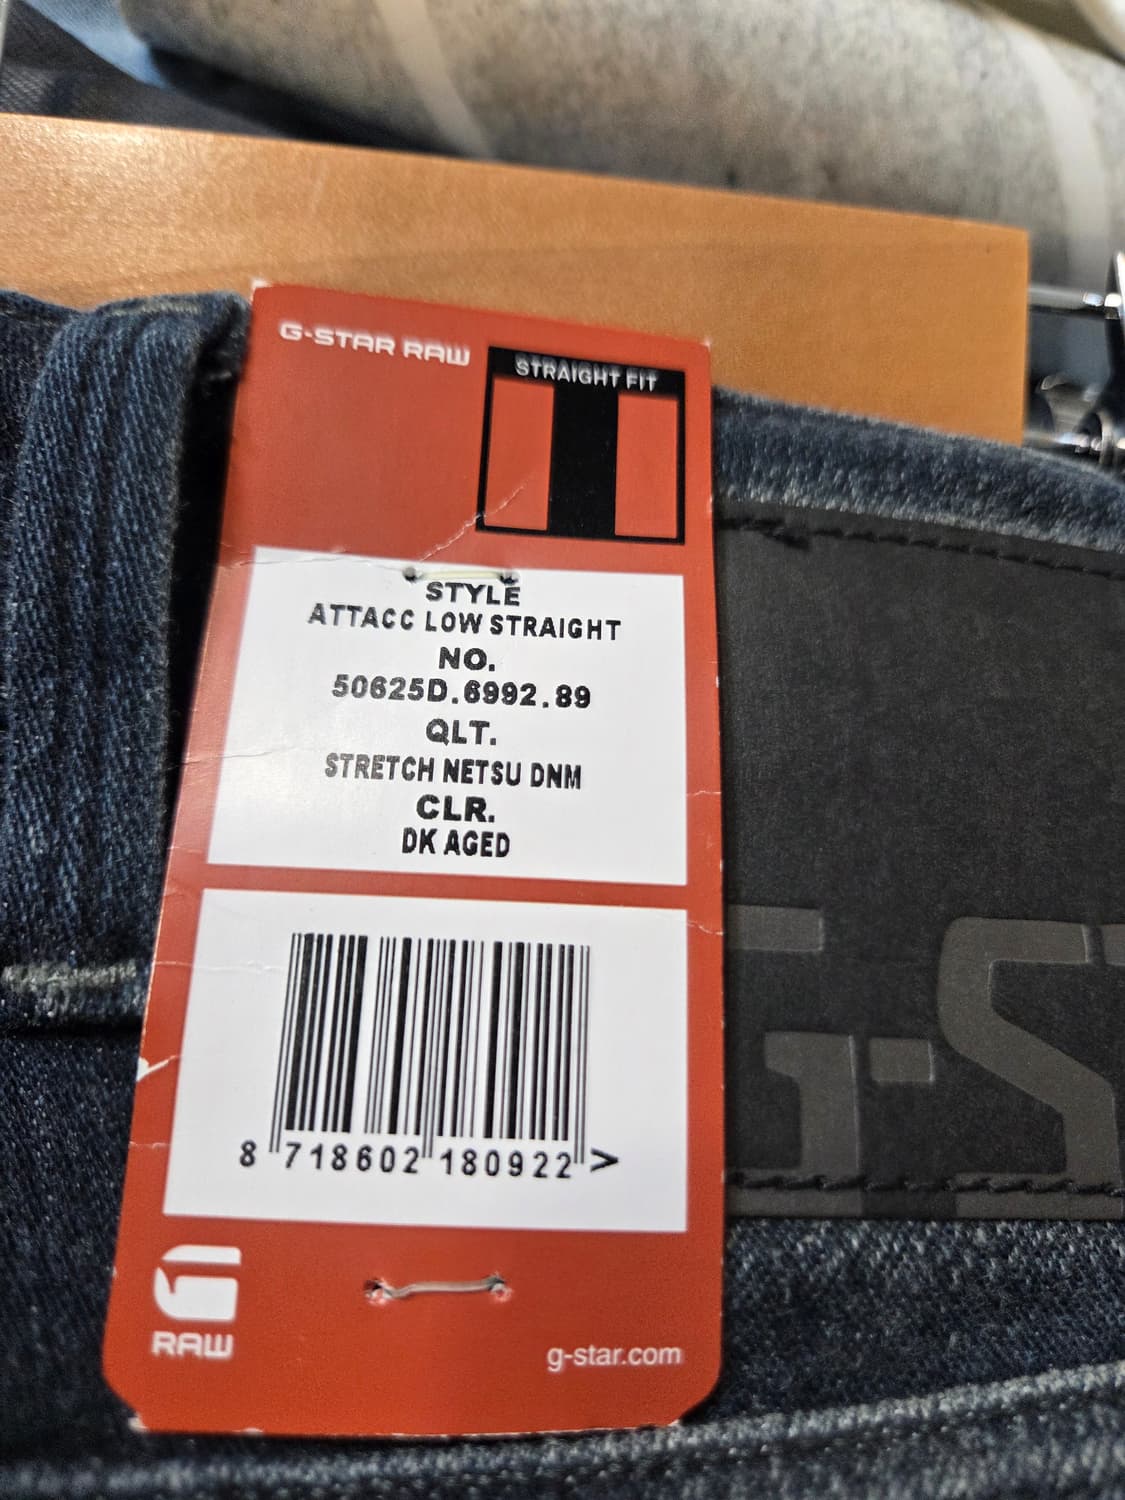 G-STAR RAW
STRAIGHT FIT
STYLE
ATTACC LOW STRAIGHT
NO.
50625D.6992.89
QLT.
STRETCH NETSU DNM
CLR.
DK AGED
8 718602 180922 >
RAW
g-star.com
G-S